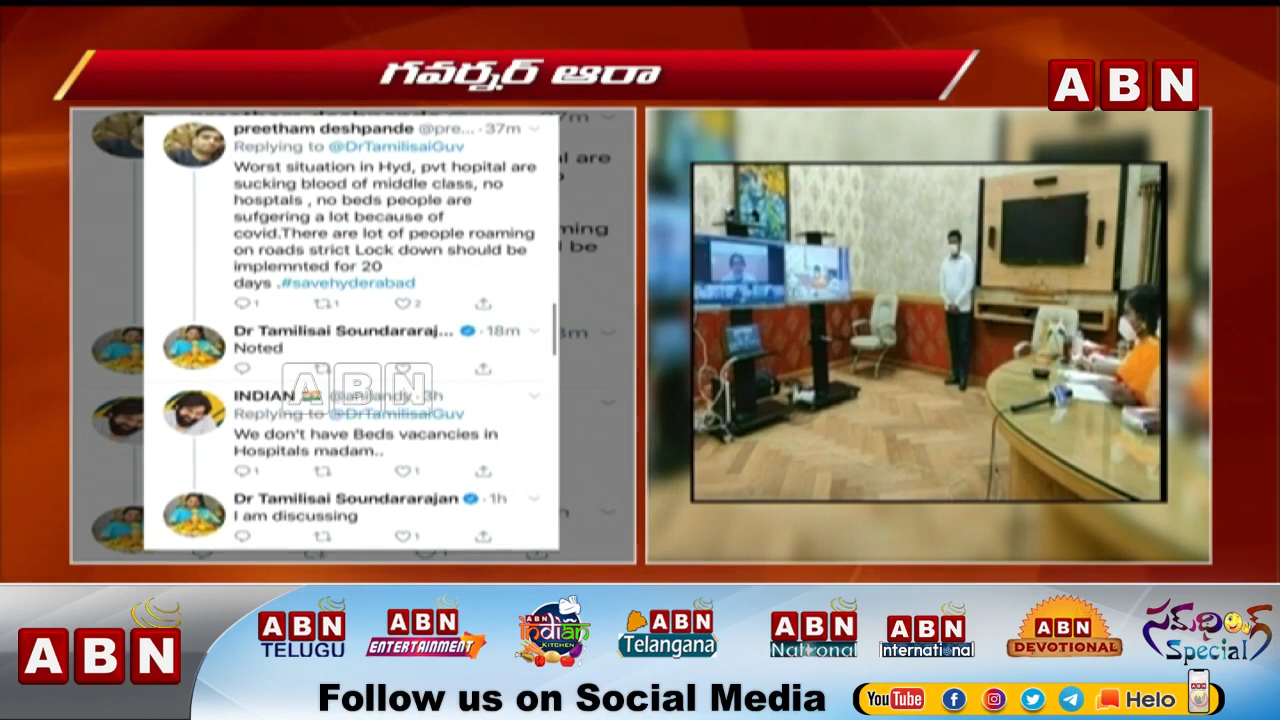 గవర్నర్ ఆరా
ABN
preetham deshpande @pre... · 37m
Replying to @DrTamilisaiGuv
Worst situation in Hyd, pvt hopital are
sucking blood of middle class, no
hosptals , no beds people are
sufgering a lot because of
covid.There are lot of people roaming
on roads strict Lock down should be
implemnted for 20
days .#savehyderabad
1 1 2
Dr Tamilisai Soundararaj... · 18m
Noted
ABN
INDIAN
Replying to @DrTamilisaiGuv
We don't have Beds vacancies in
Hospitals madam..
1 1
Dr Tamilisai Soundararajan · 1h
I am discussing
1
ABN
ABN TELUGU
ABN ENTERTAINMENT
ABN Indian KITCHEN
ABN Telangana
ABN National
ABN International
ABN DEVOTIONAL
Special
Follow us on Social Media
YouTube
Helo